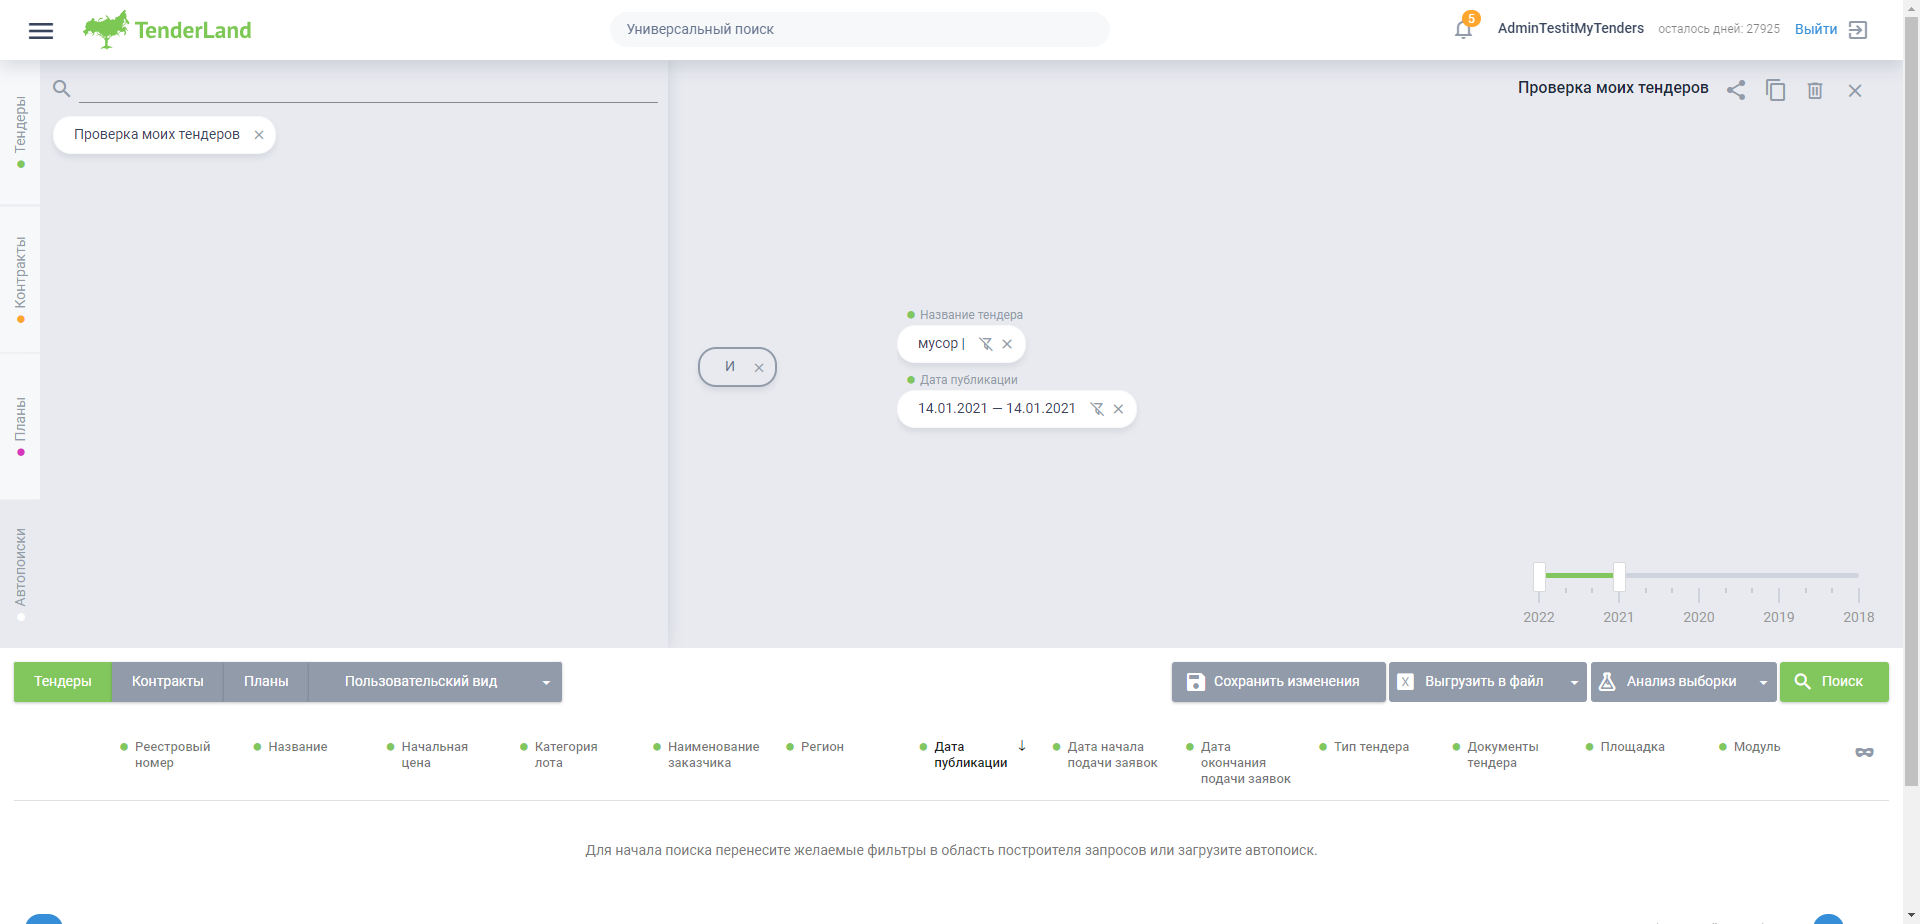 TenderLand
Универсальный поиск
5
AdminTestitMyTenders
осталось дней: 27925
Выйти
Тендеры
Контракты
Планы
Автопоиски
Проверка моих тендеров
Проверка моих тендеров
Название тендера
мусор |
И
Дата публикации
14.01.2021 — 14.01.2021
2022 2021 2020 2019 2018
Тендеры
Контракты
Планы
Пользовательский вид
Сохранить изменения
X Выгрузить в файл
Анализ выборки
Поиск
Реестровый
номер
Название
Начальная
цена
Категория
лота
Наименование
заказчика
Регион
Дата
публикации
Дата начала
подачи заявок
Дата
окончания
подачи заявок
Тип тендера
Документы
тендера
Площадка
Модуль
Для начала поиска перенесите желаемые фильтры в область построителя запросов или загрузите автопоиск.